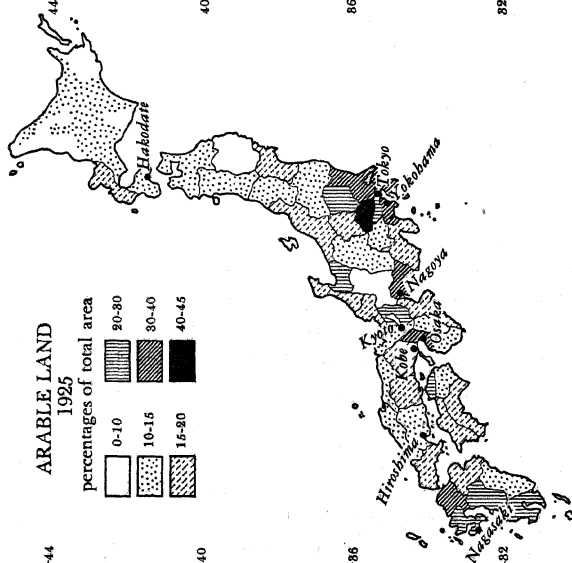 ARABLE LAND
1925
percentages of total area
0-10
10-15
15-20
20-30
30-40
40-45
44
40
36
32
44
40
36
32
Hakodate
Tokyo
Yokohama
Nagoya
Kyoto
Osaka
Kobe
Hiroshima
Nagasaki